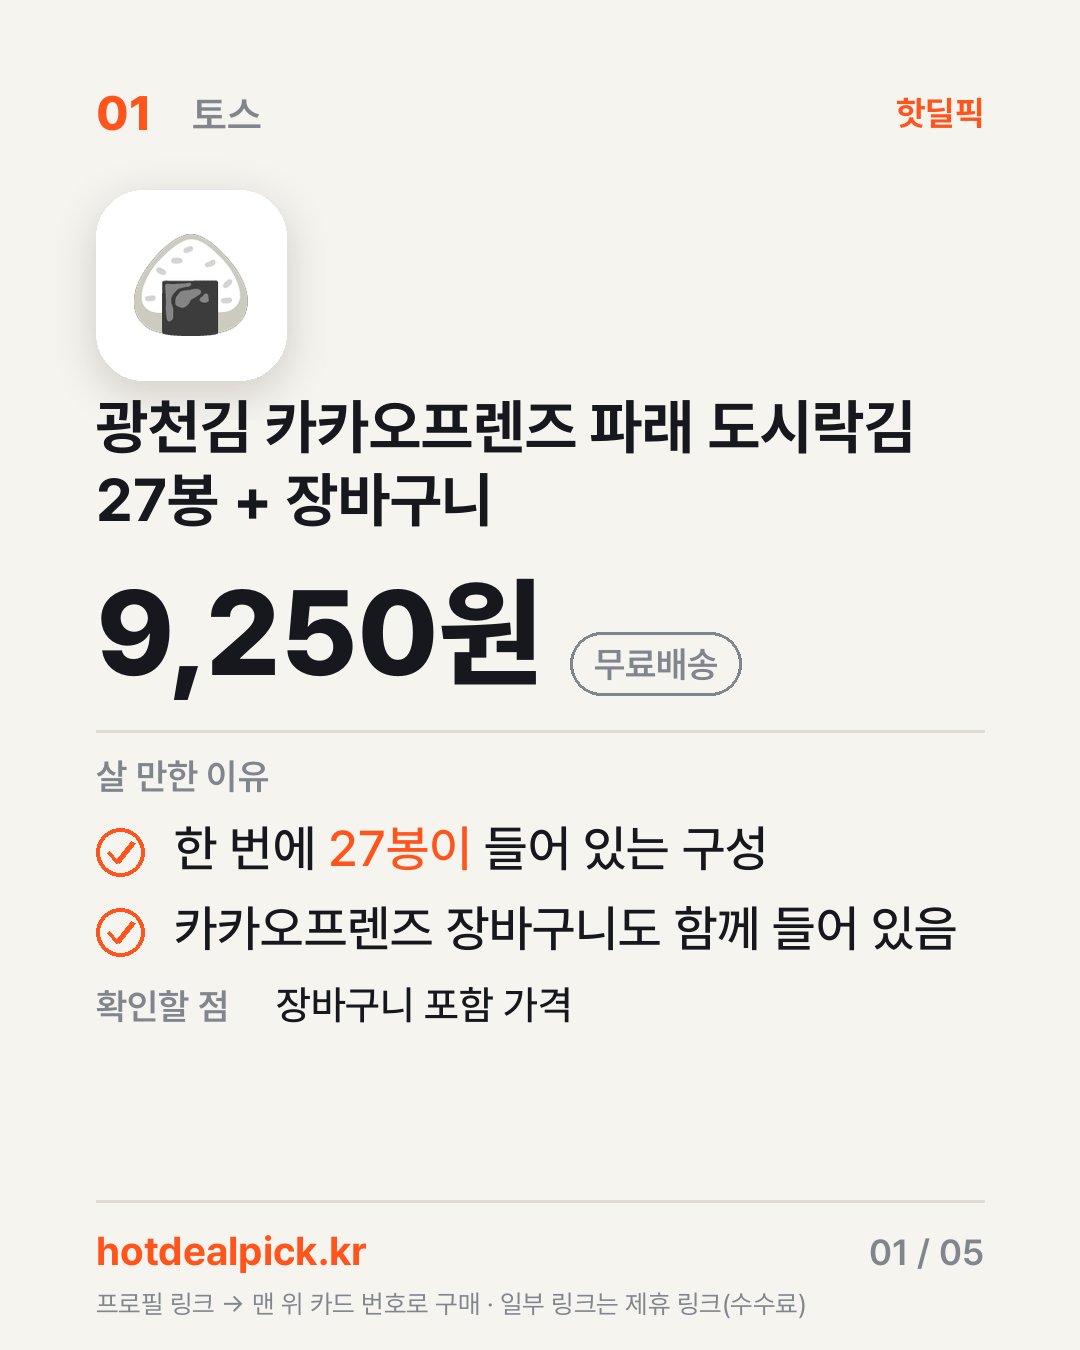 01 토스 핫딜픽
광천김 카카오프렌즈 파래 도시락김
27봉 + 장바구니
9,250원 무료배송
살 만한 이유
한 번에 27봉이 들어 있는 구성
카카오프렌즈 장바구니도 함께 들어 있음
확인할 점 장바구니 포함 가격
hotdealpick.kr 01 / 05
프로필 링크 → 맨 위 카드 번호로 구매 · 일부 링크는 제휴 링크(수수료)